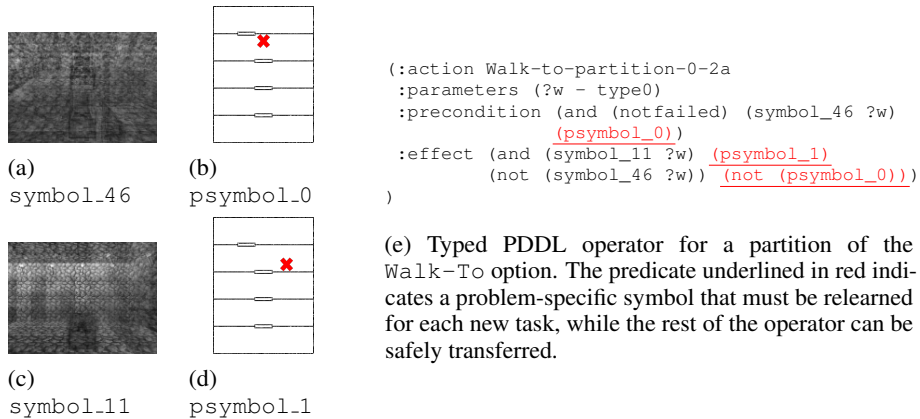 (a)
symbol_46
(b)
psymbol_0
(c)
symbol_11
(d)
psymbol_1
(:action Walk-to-partition-0-2a
:parameters (?w - type0)
:precondition (and (notfailed) (symbol_46 ?w)
(psymbol_0))
:effect (and (symbol_11 ?w) (psymbol_1)
(not (symbol_46 ?w)) (not (psymbol_0)))
)
(e) Typed PDDL operator for a partition of the
Walk-To option. The predicate underlined in red indi-
cates a problem-specific symbol that must be relearned
for each new task, while the rest of the operator can be
safely transferred.